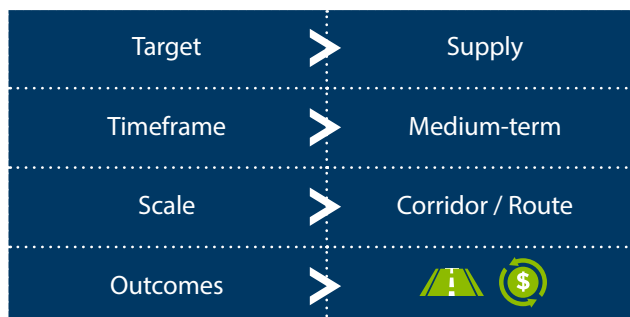 Target Supply
Timeframe Medium-term
Scale Corridor / Route
Outcomes $